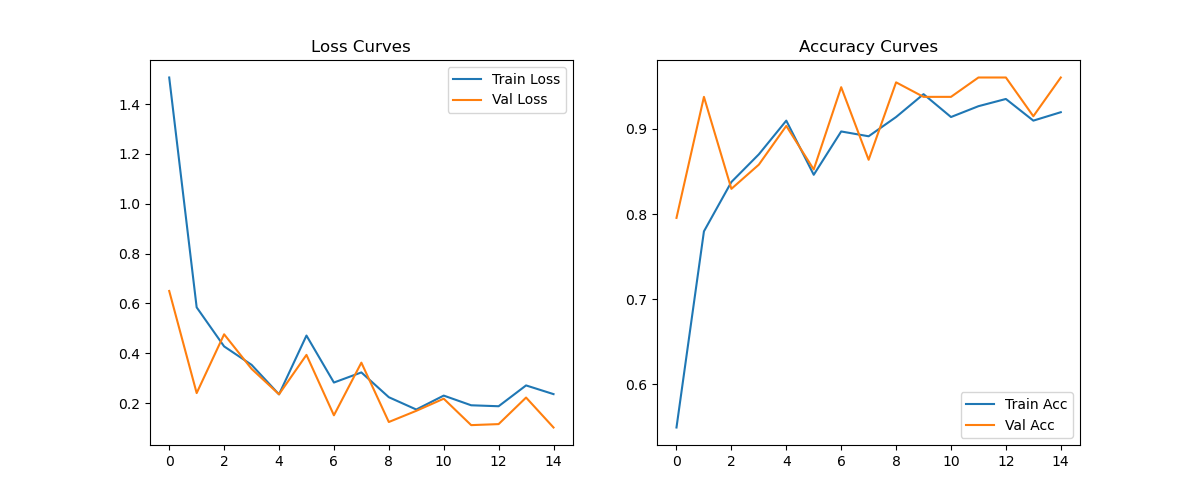 Loss Curves
Train Loss
Val Loss
1.4
1.2
1.0
0.8
0.6
0.4
0.2
0 2 4 6 8 10 12 14
Accuracy Curves
0.9
0.8
0.7
0.6
Train Acc
Val Acc
0 2 4 6 8 10 12 14